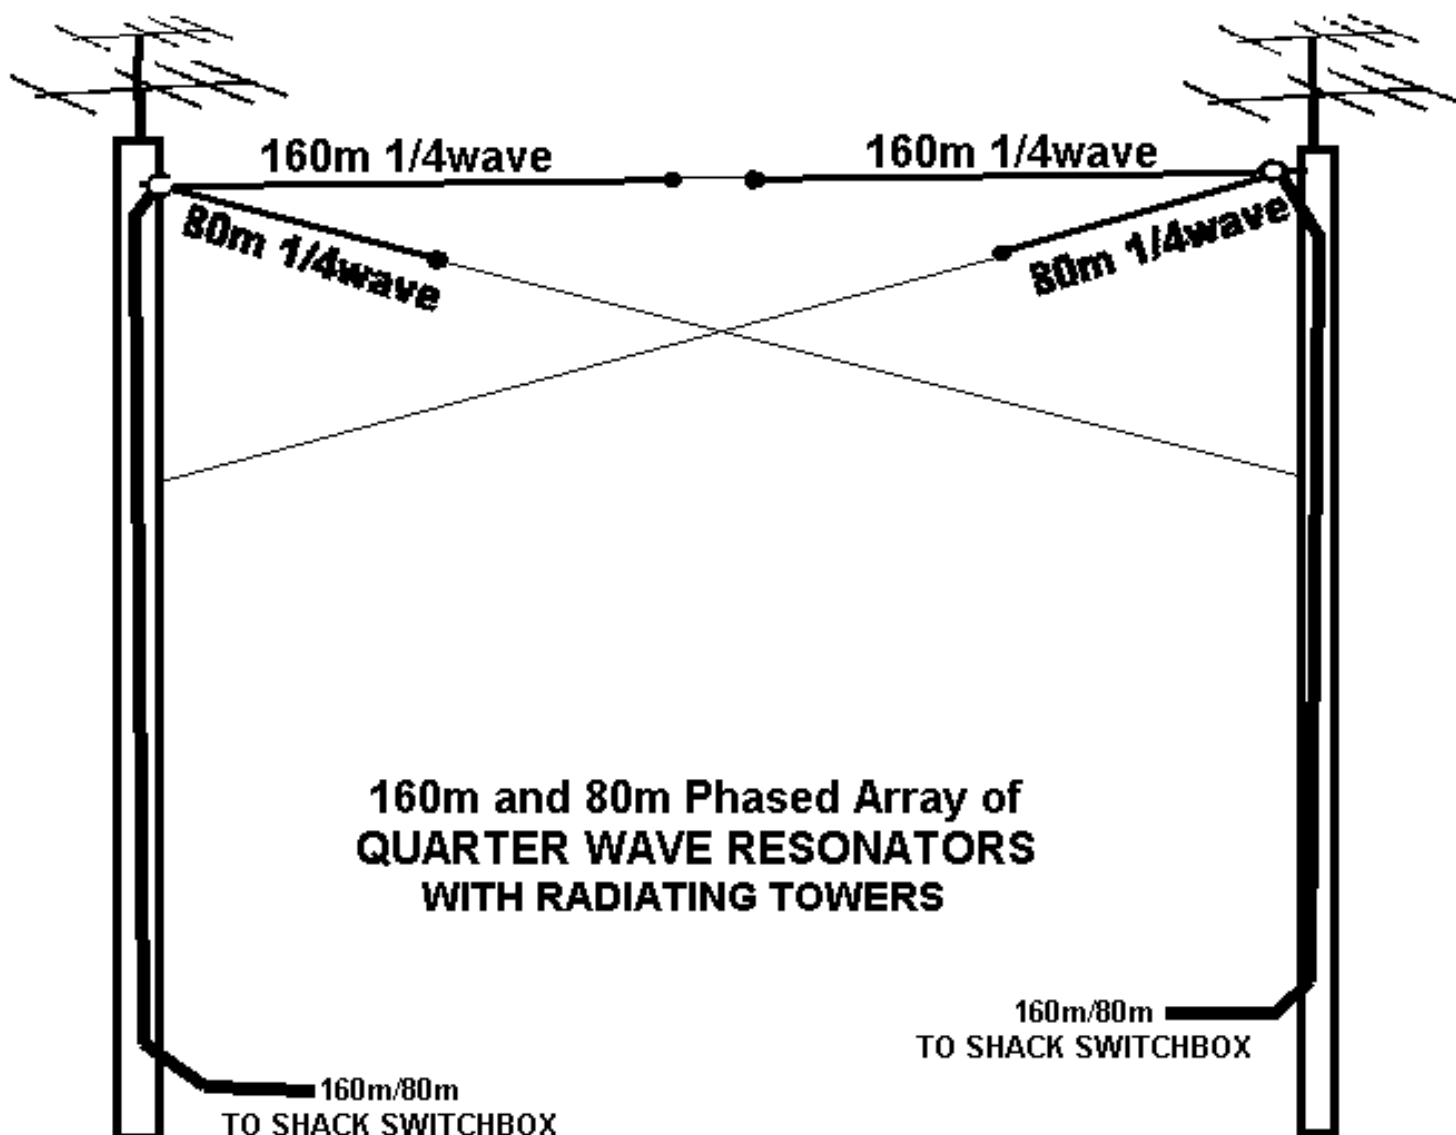 160m 1/4wave
160m 1/4wave
80m 1/4wave
80m 1/4wave
160m and 80m Phased Array of
QUARTER WAVE RESONATORS
WITH RADIATING TOWERS
160m/80m
TO SHACK SWITCHBOX
160m/80m
TO SHACK SWITCHBOX